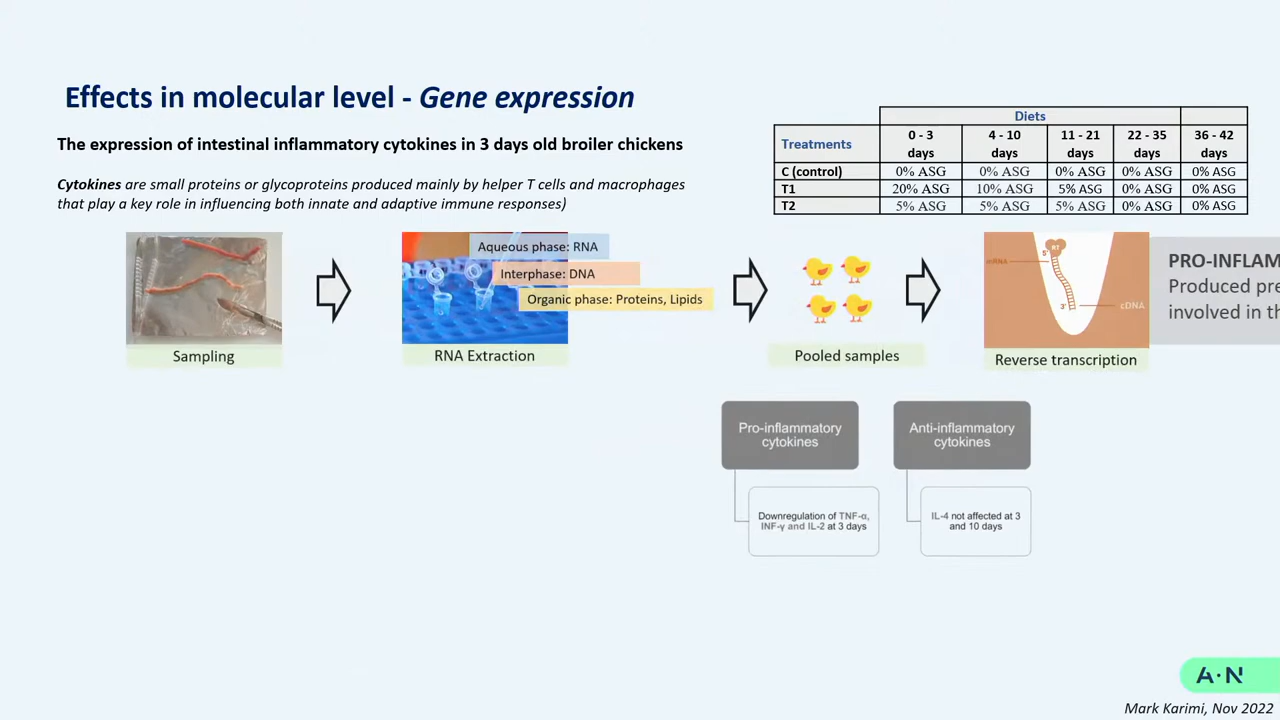 Effects in molecular level - Gene expression
The expression of intestinal inflammatory cytokines in 3 days old broiler chickens
Cytokines are small proteins or glycoproteins produced mainly by helper T cells and macrophages
that play a key role in influencing both innate and adaptive immune responses)
Diets
Treatments 0 - 3 days 4 - 10 days 11 - 21 days 22 - 35 days 36 - 42 days
C (control) 0% ASG 0% ASG 0% ASG 0% ASG 0% ASG
T1 20% ASG 10% ASG 5% ASG 0% ASG 0% ASG
T2 5% ASG 5% ASG 5% ASG 0% ASG 0% ASG
Aqueous phase: RNA
Interphase: DNA
Organic phase: Proteins, Lipids
RT
5'
mRNA
3'
cDNA
PRO-INFLAM
Produced pre
involved in th
Sampling
RNA Extraction
Pooled samples
Reverse transcription
Pro-inflammatory
cytokines
Downregulation of TNF-α,
INF-γ and IL-2 at 3 days
Anti-inflammatory
cytokines
IL-4 not affected at 3
and 10 days
A·N
Mark Karimi, Nov 2022